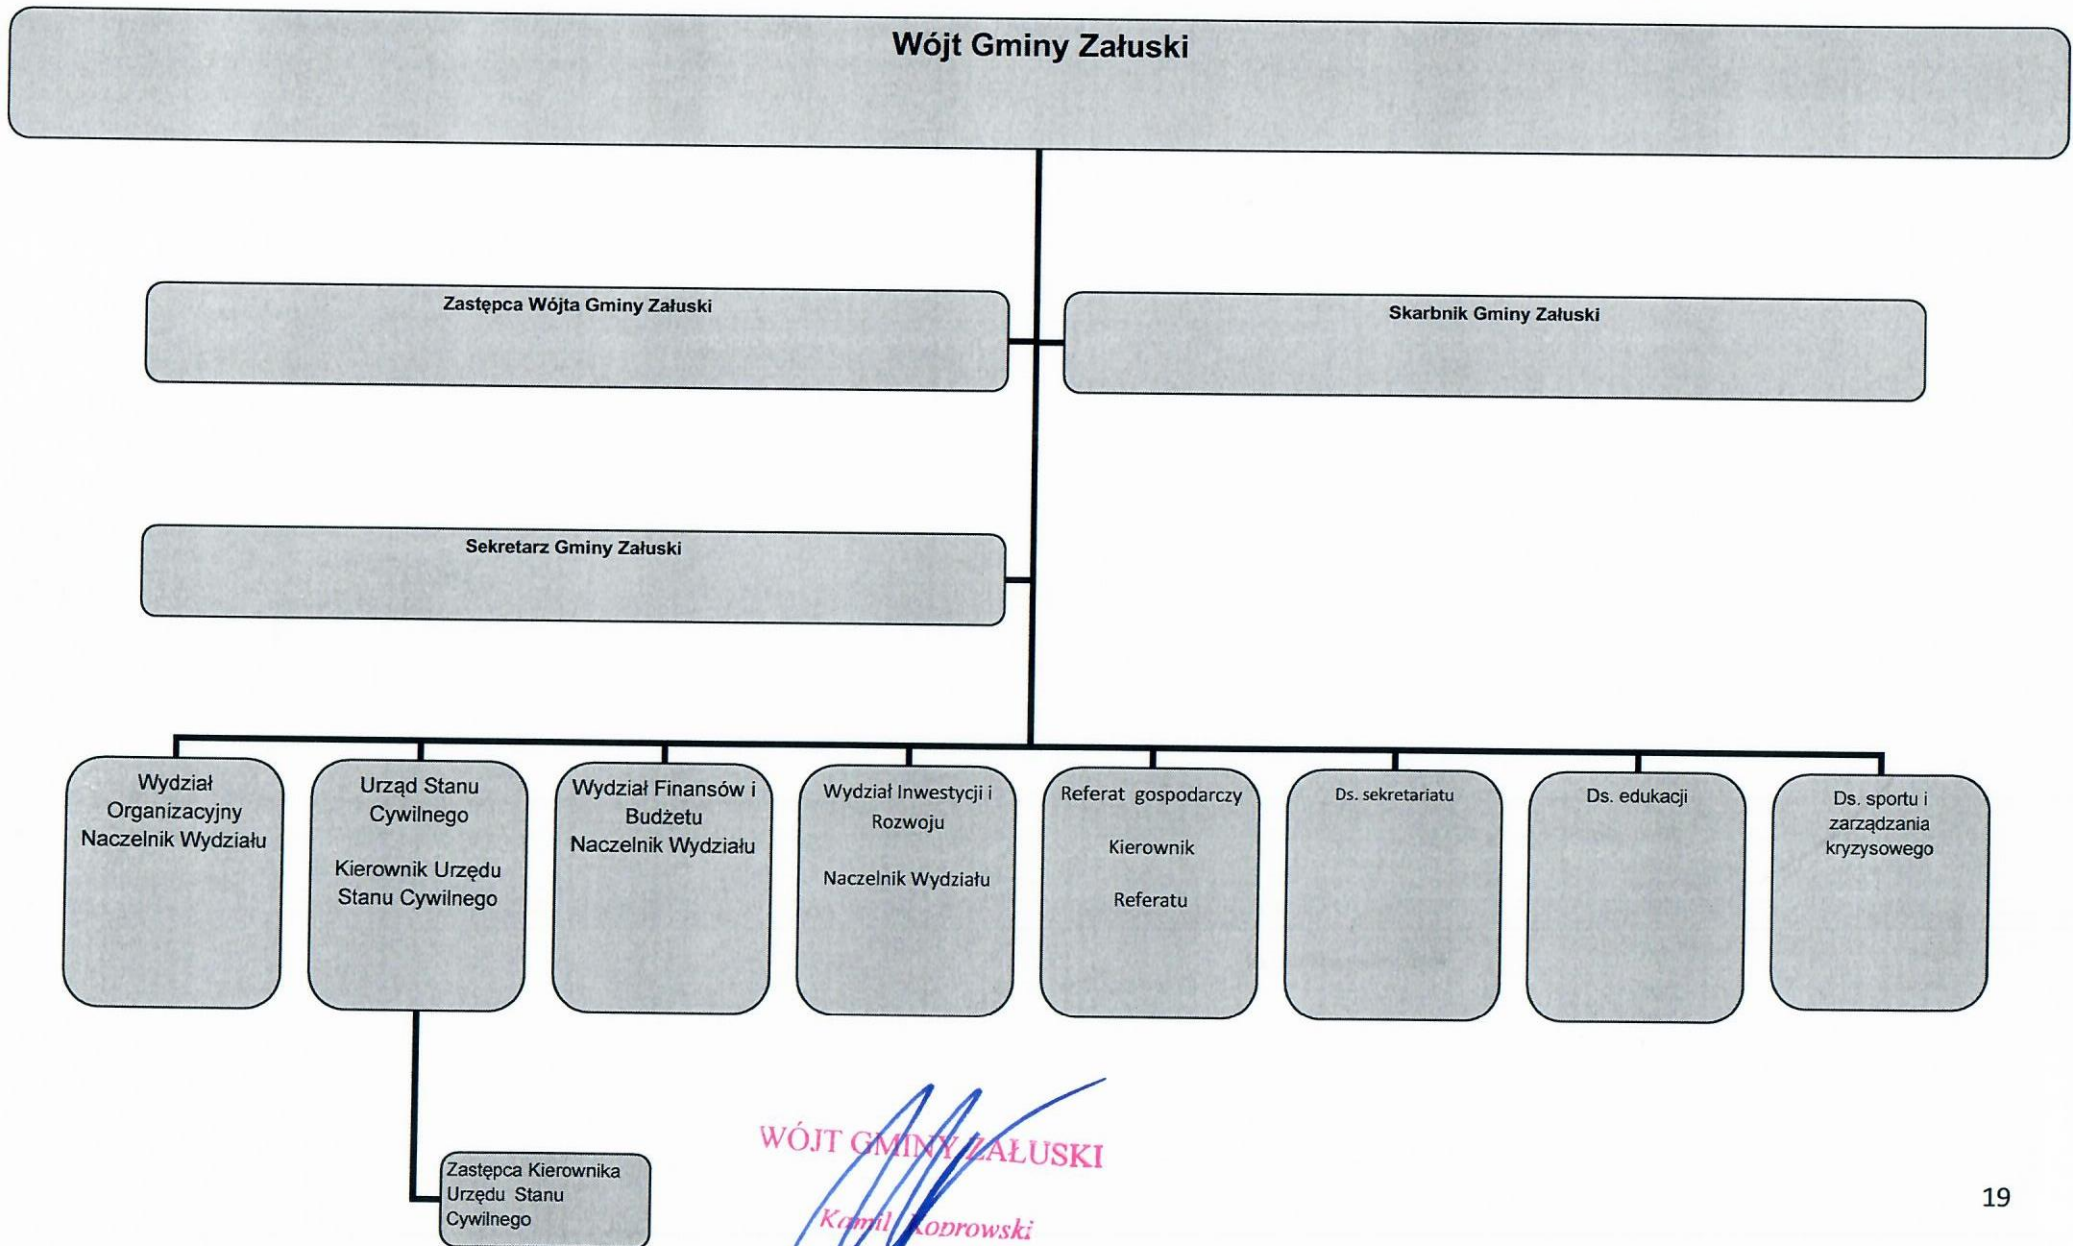 Wójt Gminy Załuski
Zastępca Wójta Gminy Załuski
Skarbnik Gminy Załuski
Sekretarz Gminy Załuski
Wydział
Organizacyjny
Naczelnik Wydziału
Urząd Stanu
Cywilnego
Kierownik Urzędu
Stanu Cywilnego
Wydział Finansów i
Budżetu
Naczelnik Wydziału
Wydział Inwestycji i
Rozwoju
Naczelnik Wydziału
Referat gospodarczy
Kierownik
Referatu
Ds. sekretariatu
Ds. edukacji
Ds. sportu i
zarządzania
kryzysowego
Zastępca Kierownika
Urzędu Stanu
Cywilnego
WÓJT GMINY ZAŁUSKI
Kamil Koprowski
19